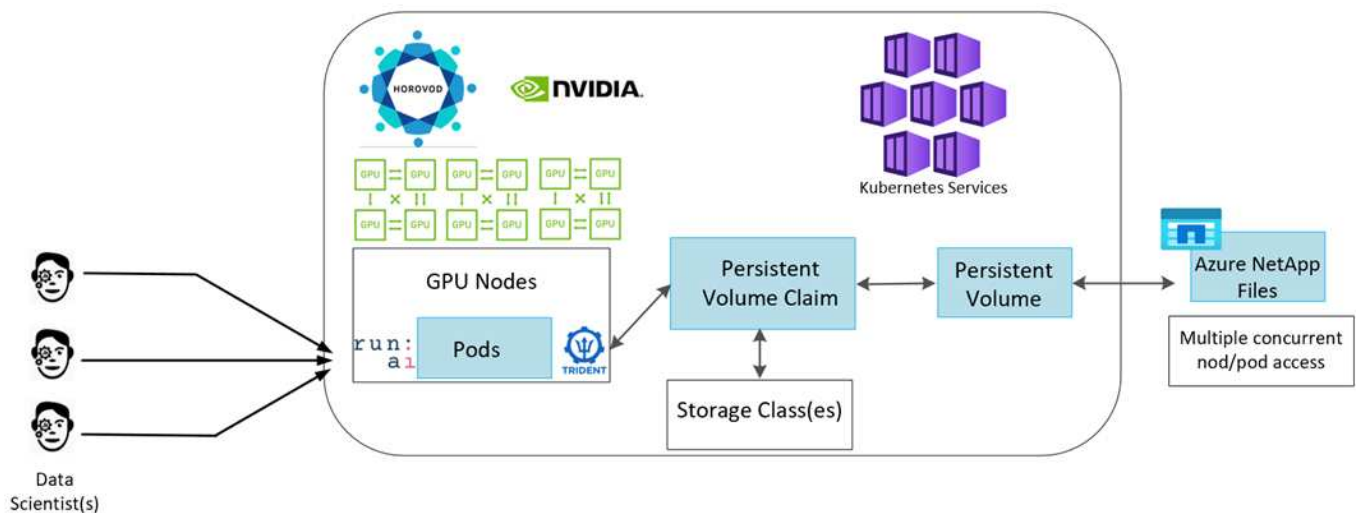 HOROVOD
NVIDIA.
Kubernetes Services
GPU GPU GPU GPU GPU GPU
GPU GPU GPU GPU GPU GPU
GPU Nodes
run:
ai
Pods
TRIDENT
Persistent
Volume Claim
Storage Class(es)
Persistent
Volume
Azure NetApp
Files
Multiple concurrent
nod/pod access
Data
Scientist(s)